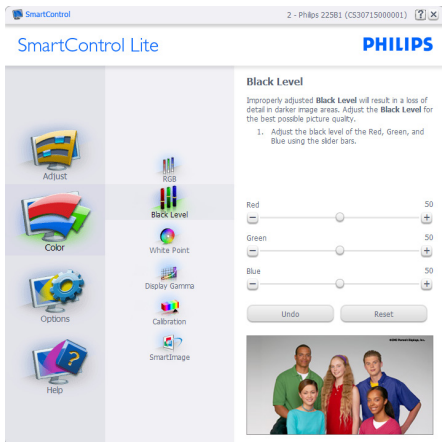 SmartControl
2 - Philips 225B1 (CS30715000001)
SmartControl Lite
PHILIPS
Adjust
Color
Options
Help
RGB
Black Level
White Point
Display Gamma
Calibration
SmartImage
Black Level
Improperly adjusted Black Level will result in a loss of
detail in darker image areas. Adjust the Black Level for
the best possible picture quality.
1. Adjust the black level of the Red, Green, and
Blue using the slider bars.
Red 50
Green 50
Blue 50
Undo
Reset